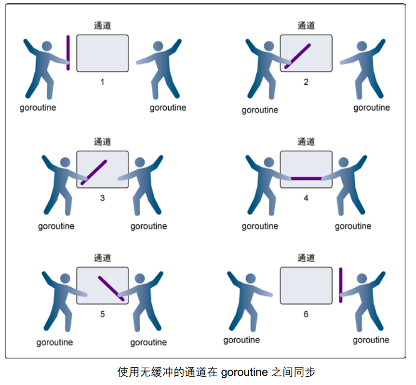 通道
通道
goroutine
1
goroutine
goroutine
2
goroutine
通道
通道
goroutine
3
goroutine
goroutine
4
goroutine
通道
通道
goroutine
5
goroutine
goroutine
6
goroutine
使用无缓冲的通道在 goroutine 之间同步